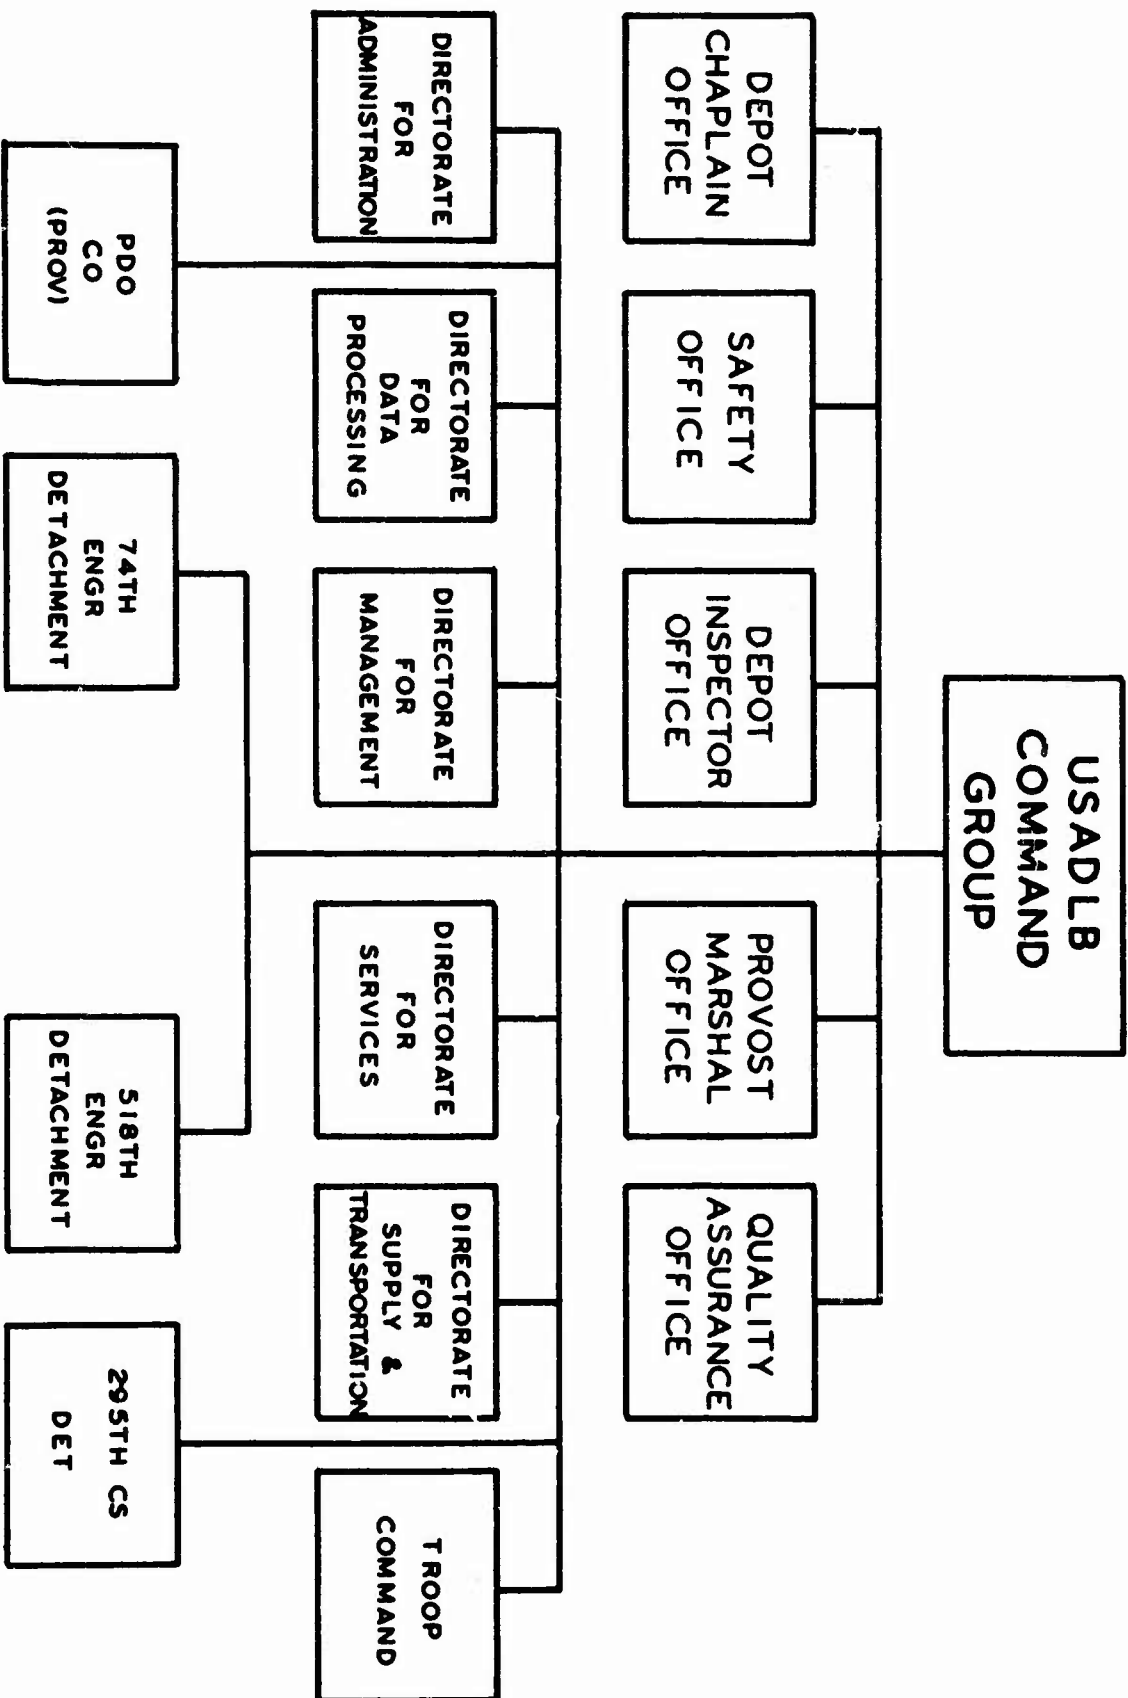 USADLB
COMMAND
GROUP
DEPOT
CHAPLAIN
OFFICE
SAFETY
OFFICE
DEPOT
INSPECTOR
OFFICE
PROVOST
MARSHAL
OFFICE
QUALITY
ASSURANCE
OFFICE
DIRECTORATE
FOR
ADMINISTRATION
DIRECTORATE
FOR
DATA
PROCESSING
DIRECTORATE
FOR
MANAGEMENT
DIRECTORATE
FOR
SERVICES
DIRECTORATE
FOR
SUPPLY &
TRANSPORTATION
TROOP
COMMAND
PDO
CO
(PROV)
74TH
ENGR
DETACHMENT
518TH
ENGR
DETACHMENT
295TH CS
DET